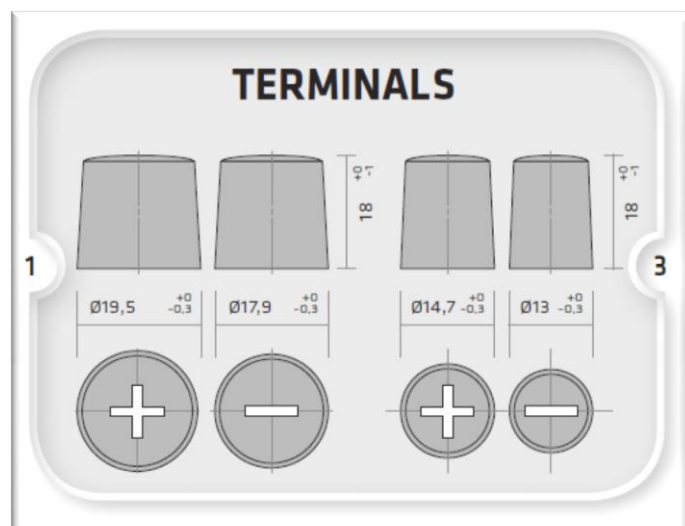 TERMINALS
18 +0 -1
18 +0 -1
1
3
Ø19,5 +0 -0,3
Ø17,9 +0 -0,3
Ø14,7 +0 -0,3
Ø13 +0 -0,3